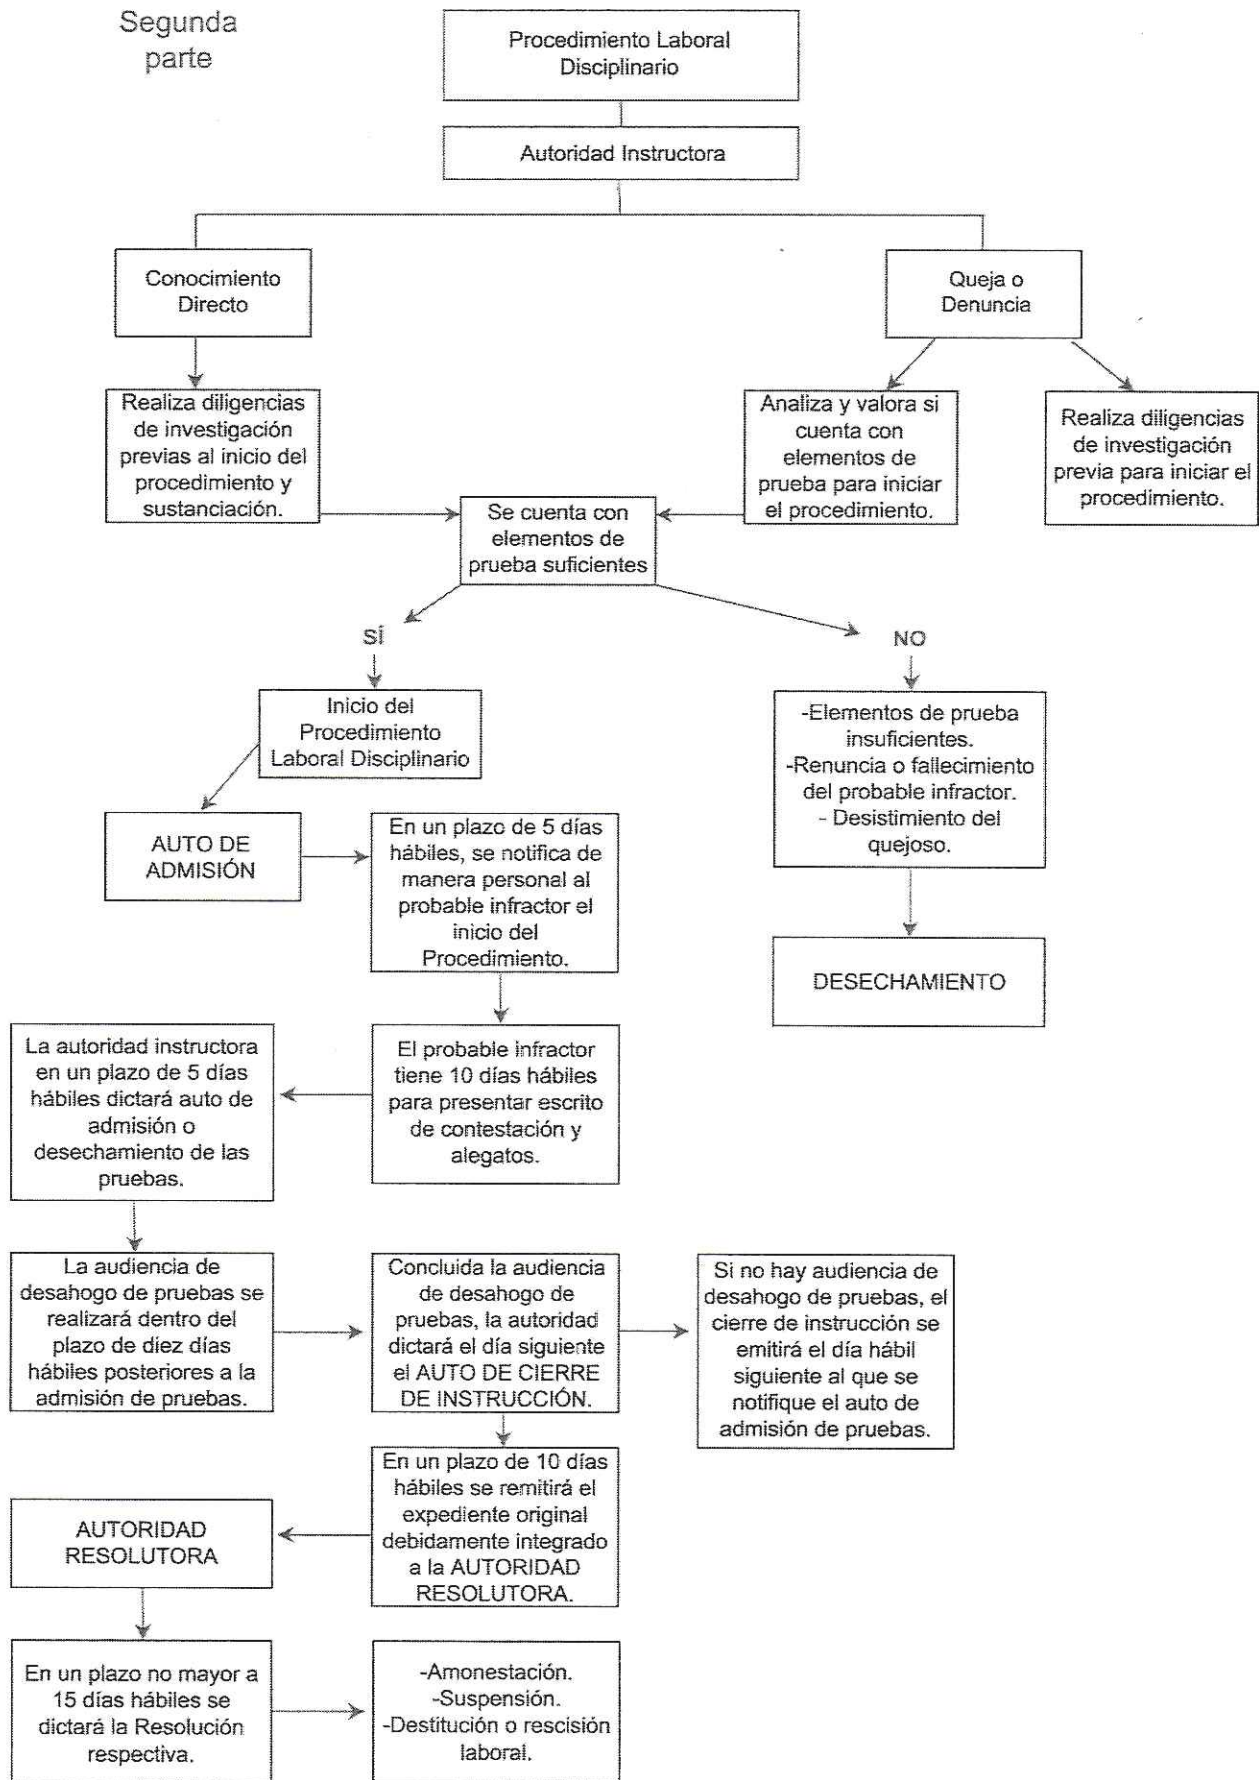 Segunda
parte
Procedimiento Laboral
Disciplinario
Autoridad Instructora
Conocimiento
Directo
Queja o
Denuncia
Realiza diligencias
de investigación
previas al inicio del
procedimiento y
sustanciación.
Analiza y valora si
cuenta con
elementos de
prueba para iniciar
el procedimiento.
Realiza diligencias
de investigación
previa para iniciar el
procedimiento.
Se cuenta con
elementos de
prueba suficientes
SÍ
NO
Inicio del
Procedimiento
Laboral Disciplinario
-Elementos de prueba
insuficientes.
-Renuncia o fallecimiento
del probable infractor.
- Desistimiento del
quejoso.
AUTO DE
ADMISIÓN
En un plazo de 5 días
hábiles, se notifica de
manera personal al
probable infractor el
inicio del
Procedimiento.
DESECHAMIENTO
La autoridad instructora
en un plazo de 5 días
hábiles dictará auto de
admisión o
desechamiento de las
pruebas.
El probable infractor
tiene 10 días hábiles
para presentar escrito
de contestación y
alegatos.
La audiencia de
desahogo de pruebas se
realizará dentro del
plazo de diez días
hábiles posteriores a la
admisión de pruebas.
Concluida la audiencia
de desahogo de
pruebas, la autoridad
dictará el día siguiente
el AUTO DE CIERRE
DE INSTRUCCIÓN.
Si no hay audiencia de
desahogo de pruebas, el
cierre de instrucción se
emitirá el día hábil
siguiente al que se
notifique el auto de
admisión de pruebas.
En un plazo de 10 días
hábiles se remitirá el
expediente original
debidamente integrado
a la AUTORIDAD
RESOLUTORA.
AUTORIDAD
RESOLUTORA
En un plazo no mayor a
15 días hábiles se
dictará la Resolución
respectiva.
-Amonestación.
-Suspensión.
-Destitución o rescisión
laboral.